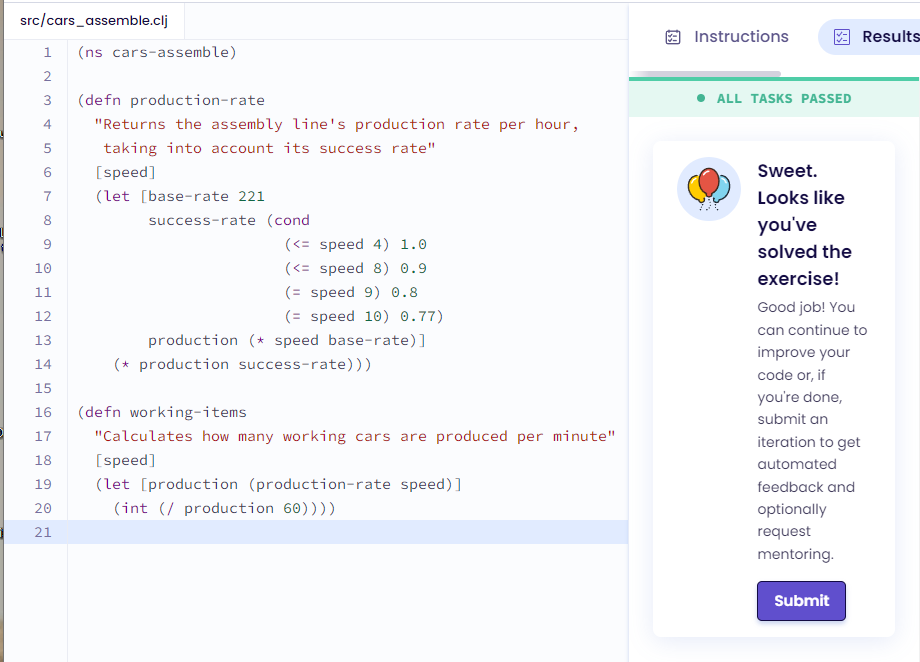 src/cars_assemble.clj
1 (ns cars-assemble)
2
3 (defn production-rate
4   "Returns the assembly line's production rate per hour,
5    taking into account its success rate"
6   [speed]
7   (let [base-rate 221
8         success-rate (cond
9                        (<= speed 4) 1.0
10                        (<= speed 8) 0.9
11                        (= speed 9) 0.8
12                        (= speed 10) 0.77)
13         production (* speed base-rate)]
14     (* production success-rate)))
15
16 (defn working-items
17   "Calculates how many working cars are produced per minute"
18   [speed]
19   (let [production (production-rate speed)]
20     (int (/ production 60))))
21
Instructions
Results
ALL TASKS PASSED
Sweet.
Looks like
you've
solved the
exercise!
Good job! You
can continue to
improve your
code or, if
you're done,
submit an
iteration to get
automated
feedback and
optionally
request
mentoring.
Submit